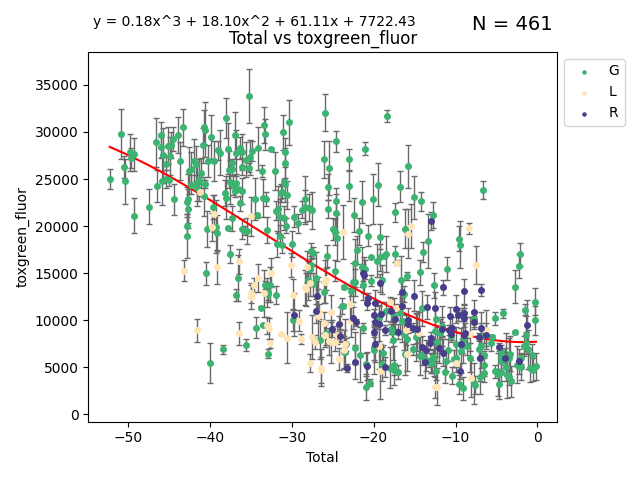 y = 0.18x^3 + 18.10x^2 + 61.11x + 7722.43
N = 461
Total vs toxgreen_fluor
35000
30000
25000
20000
15000
10000
5000
0
toxgreen_fluor
−50
−40
−30
−20
−10
0
Total
G
L
R